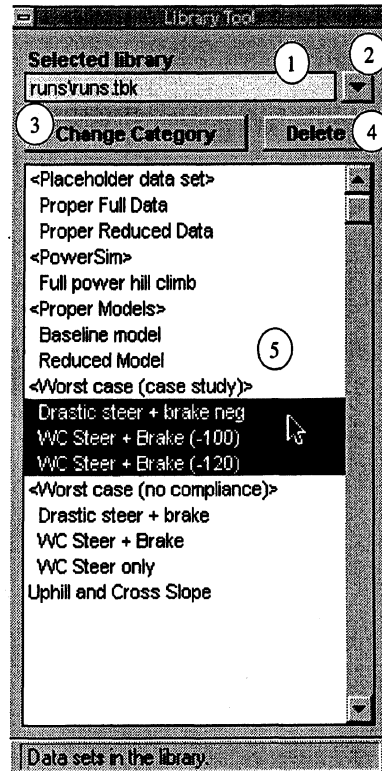 Library Tool
Selected library
1
2
runs\runs.tbk
3
Change Category
Delete
4
<Placeholder data set>
Proper Full Data
Proper Reduced Data
<PowerSim>
Full power hill climb
<Proper Models>
Baseline model
Reduced Model
5
<Worst case (case study)>
Drastic steer + brake neg
WC Steer + Brake (-100)
WC Steer + Brake (-120)
<Worst case (no compliance)>
Drastic steer + brake
WC Steer + Brake
WC Steer only
Uphill and Cross Slope
Data sets in the library.